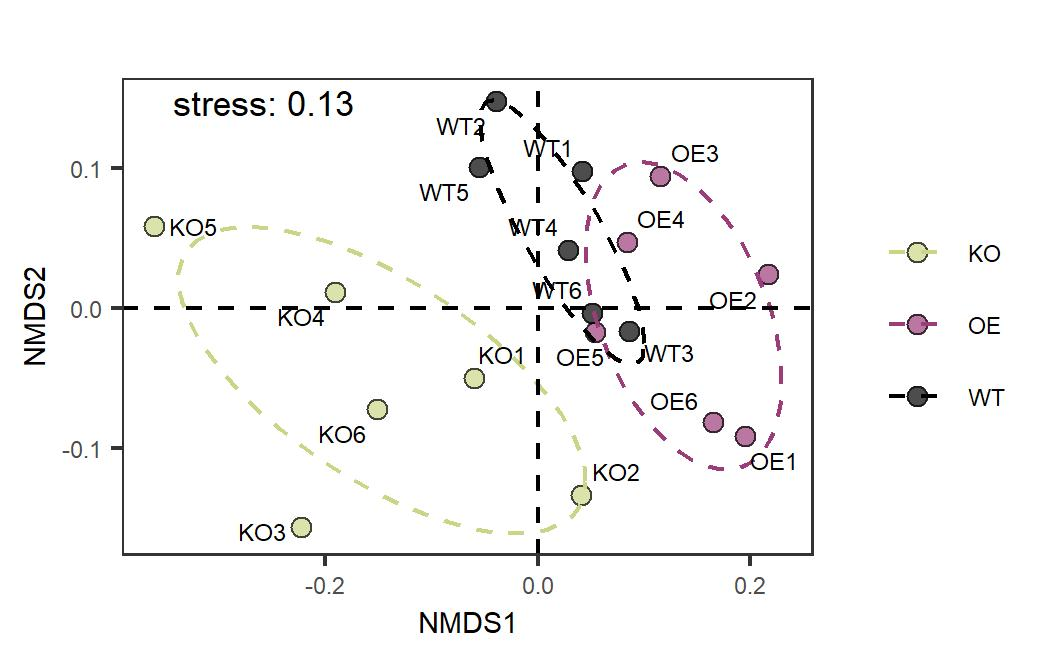 stress: 0.13
WT2
WT1
OE3
WT5
OE4
KO5
WT4
WT6
OE2
KO4
KO1
OE5
WT3
OE6
KO6
KO2
OE1
KO3
0.1
0.0
-0.1
NMDS2
-0.2
0.0
0.2
NMDS1
KO
OE
WT